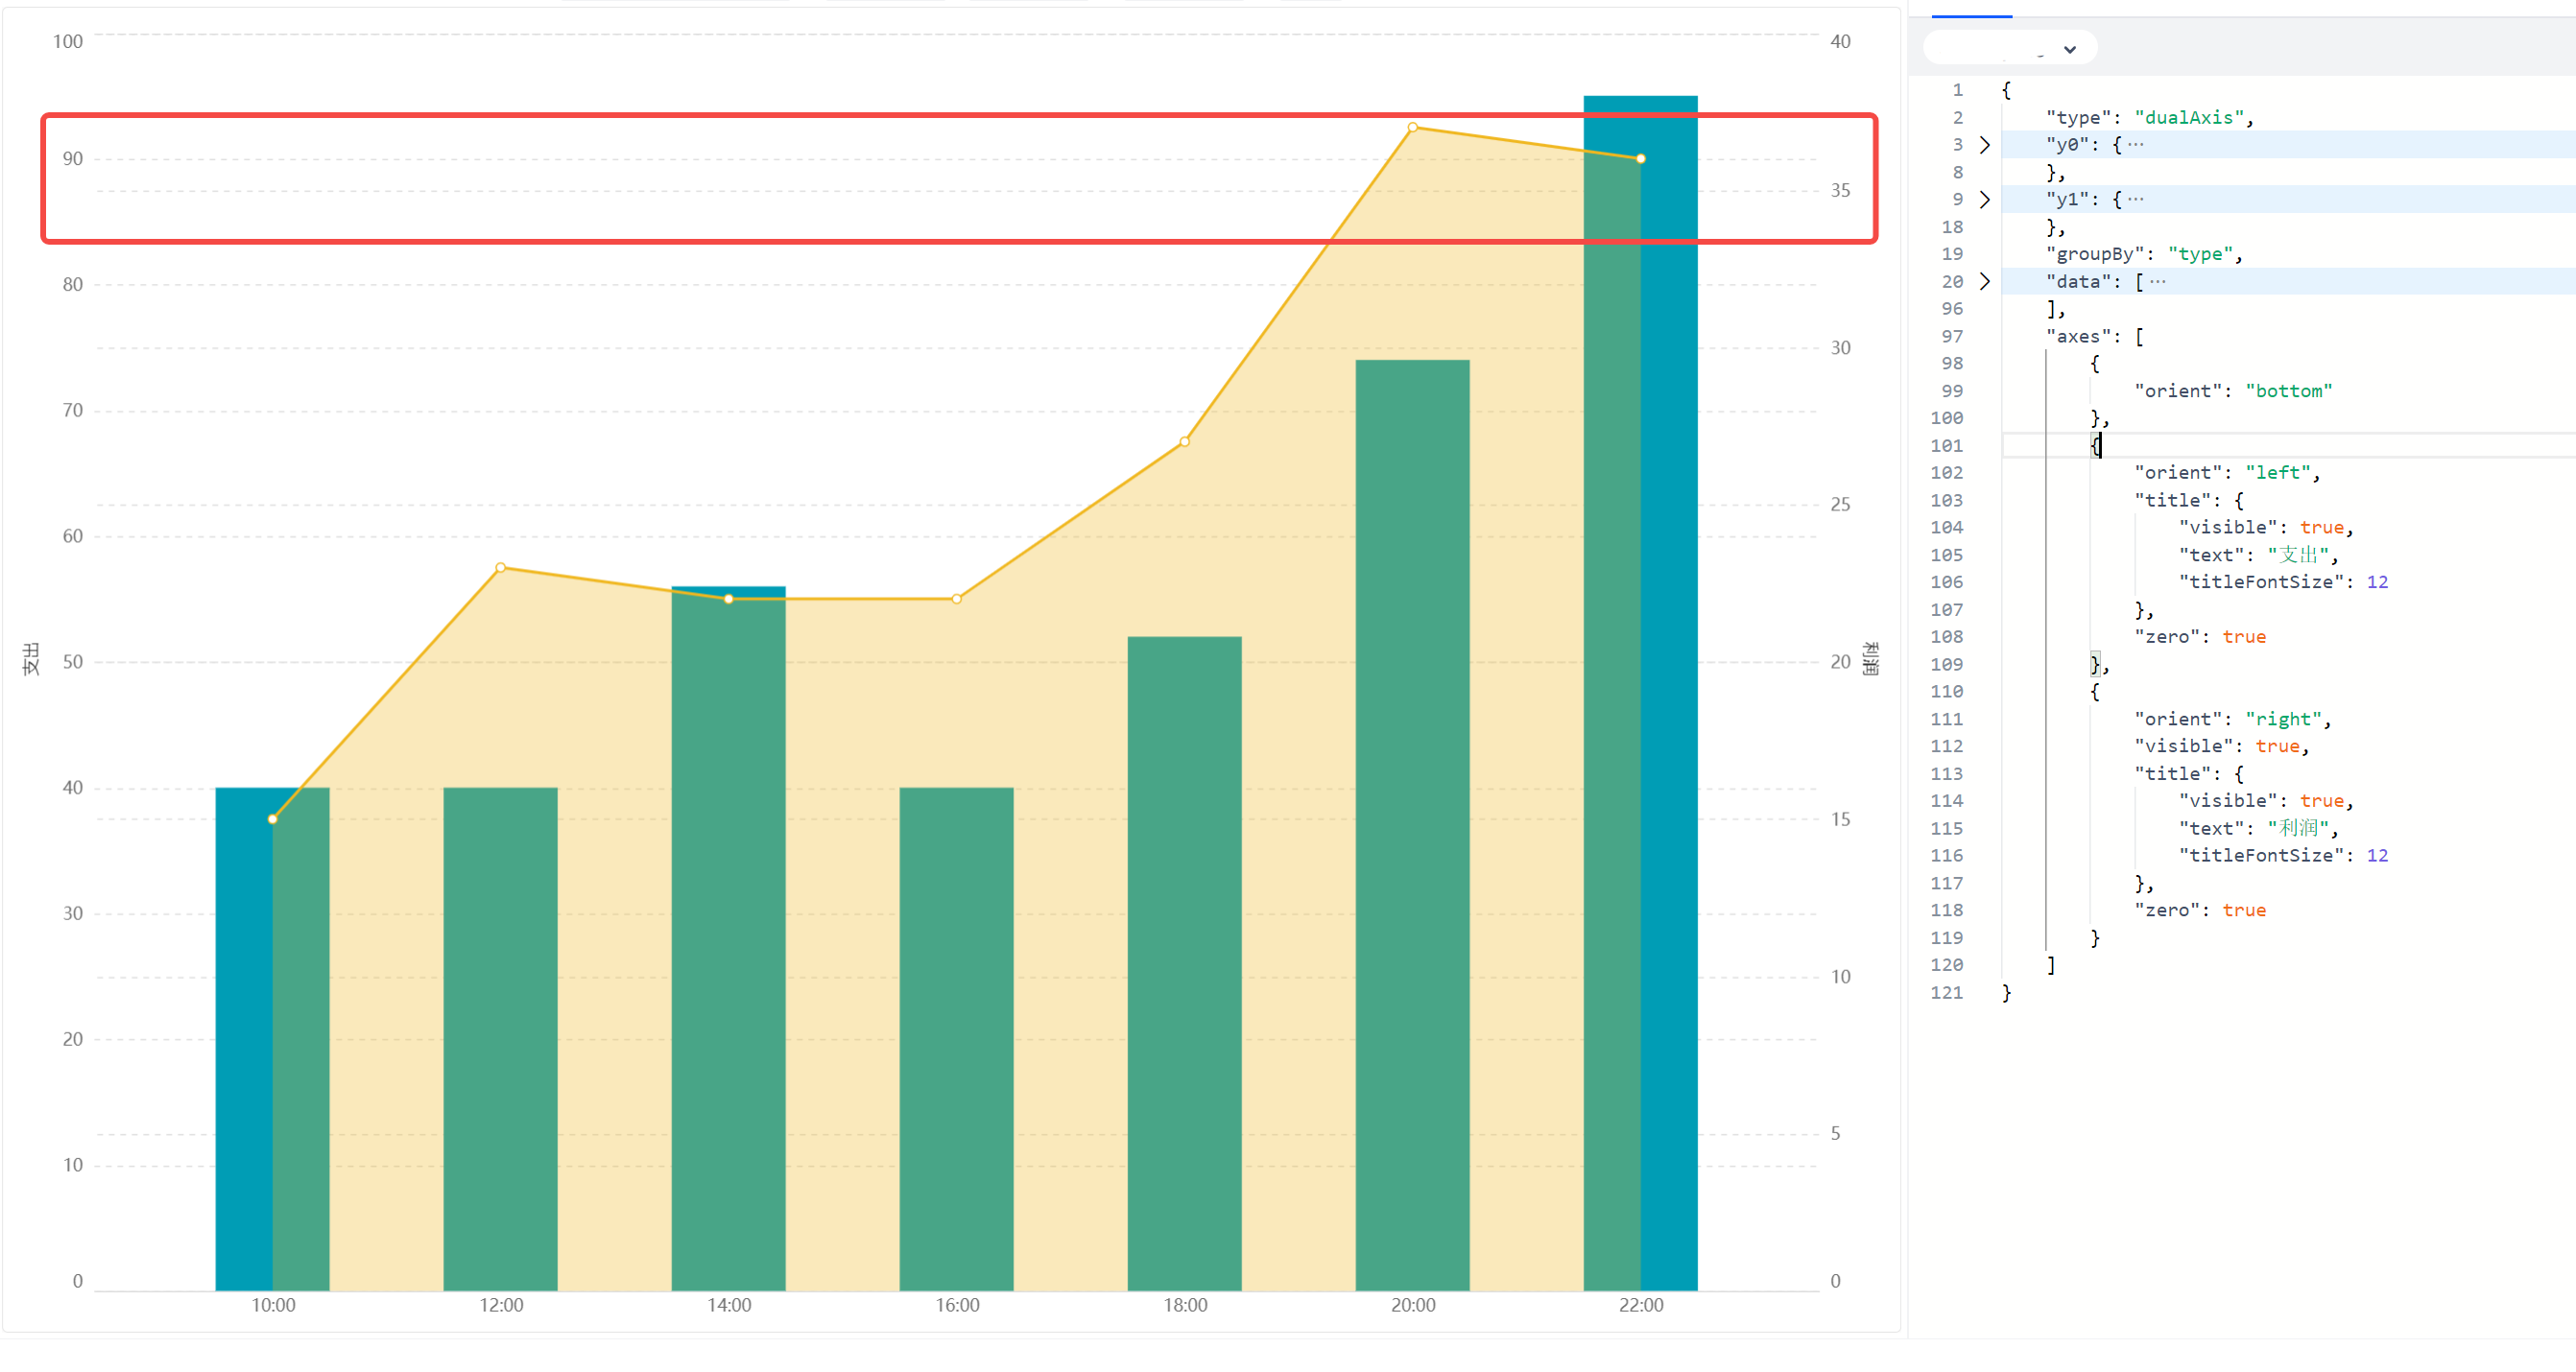 100
90
80
70
60
50
40
30
20
10
0
支出
10:00 12:00 14:00 16:00 18:00 20:00 22:00
40
35
30
25
20
15
10
5
0
利润
1 {
2 "type": "dualAxis",
3 "y0": { ...
8 },
9 "y1": { ...
18 },
19 "groupBy": "type",
20 "data": [ ...
96 ],
97 "axes": [
98 {
99 "orient": "bottom"
100 },
101 {
102 "orient": "left",
103 "title": {
104 "visible": true,
105 "text": "支出",
106 "titleFontSize": 12
107 },
108 "zero": true
109 },
110 {
111 "orient": "right",
112 "visible": true,
113 "title": {
114 "visible": true,
115 "text": "利润",
116 "titleFontSize": 12
117 },
118 "zero": true
119 }
120 ]
121 }